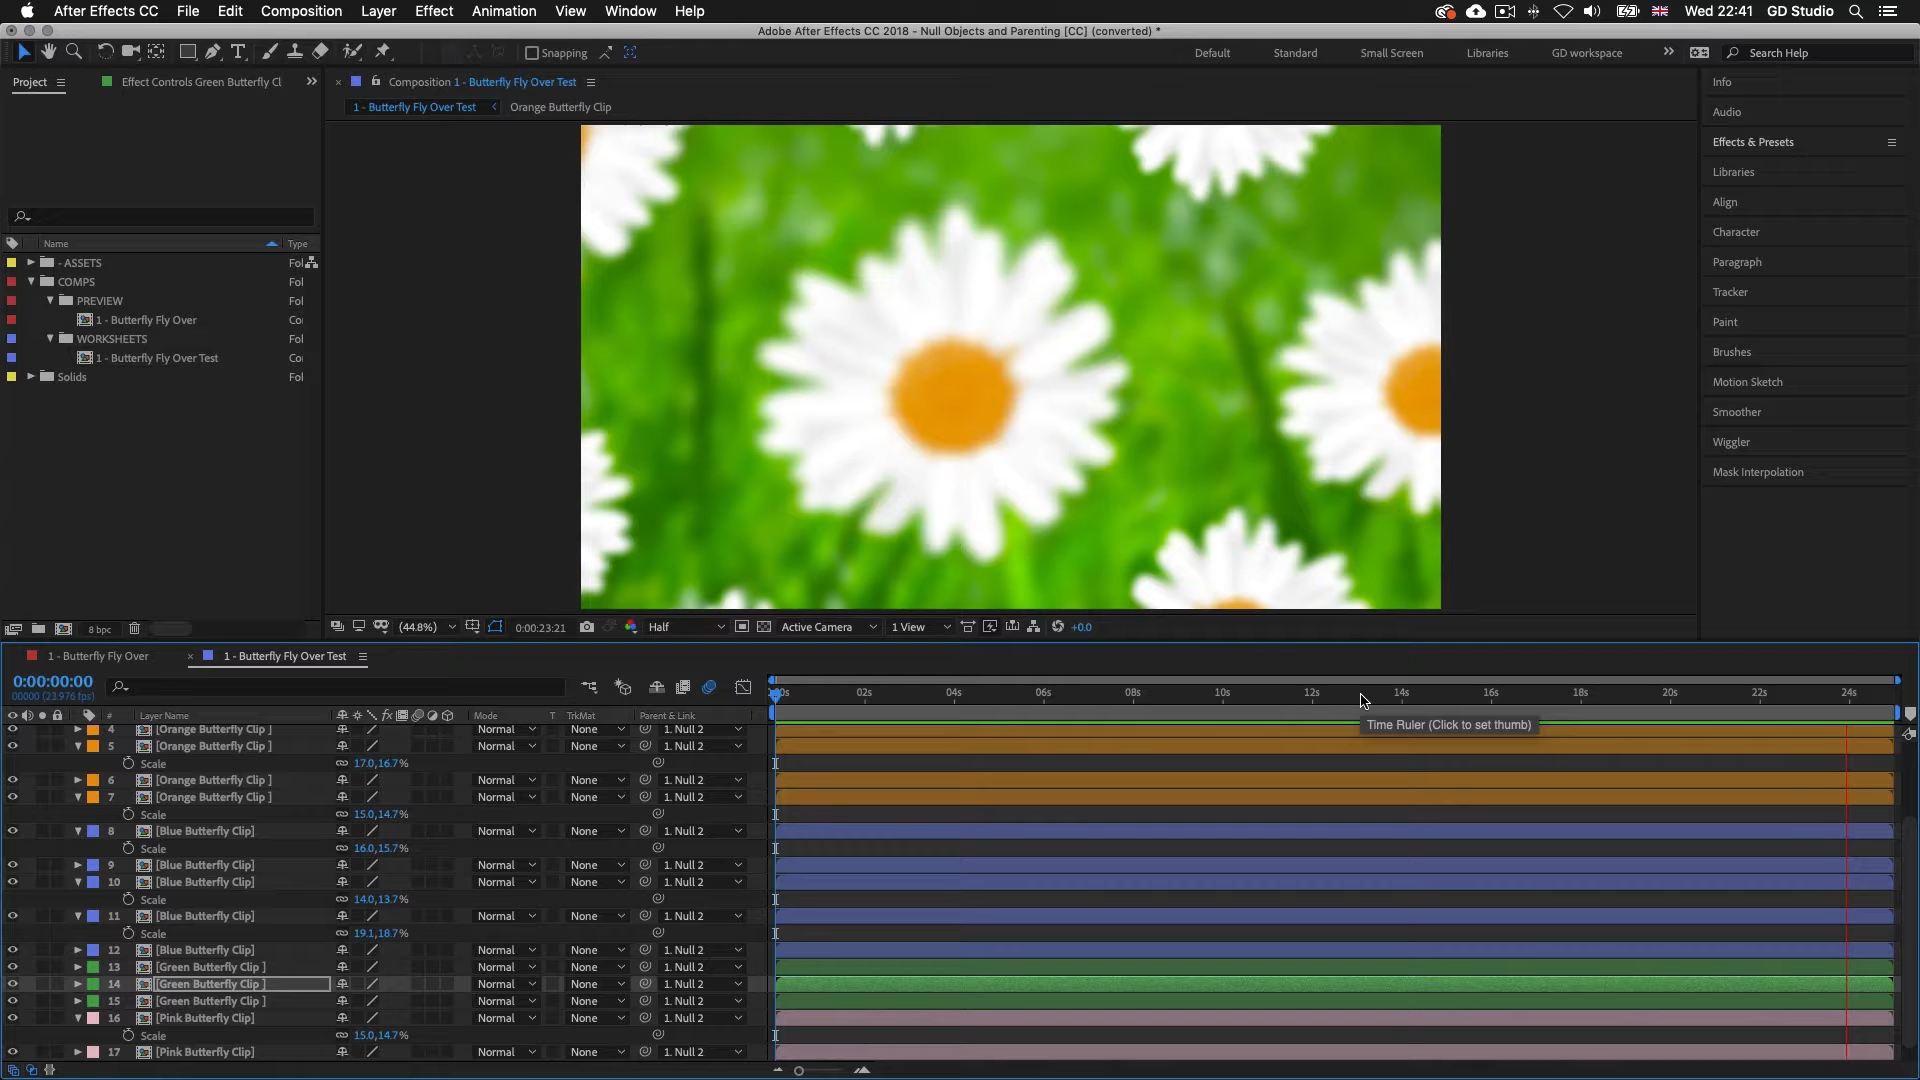 After Effects CC File Edit Composition Layer Effect Animation View Window Help Wed 22:41 GD Studio
Adobe After Effects CC 2018 - Null Objects and Parenting [CC] (converted) *
Snapping Default Standard Small Screen Libraries GD workspace Search Help
Project Effect Controls Green Butterfly Cl Composition 1 - Butterfly Fly Over Test Info
1 - Butterfly Fly Over Test Orange Butterfly Clip Audio
Effects & Presets
Libraries
Align
Character
Paragraph
Tracker
Paint
Brushes
Motion Sketch
Smoother
Wiggler
Mask Interpolation
Name Type
- ASSETS Fol
COMPS Fol
PREVIEW Fol
1 - Butterfly Fly Over Co
WORKSHEETS Fol
1 - Butterfly Fly Over Test Co
Solids Fol
8 bpc (44.8%) 0:00:23:21 Half Active Camera 1 View +0.0
1 - Butterfly Fly Over 1 - Butterfly Fly Over Test
0:00:00:00
00000 (23.976 fps)
:00s 02s 04s 06s 08s 10s 12s 14s 16s 18s 20s 22s 24s
# Layer Name Mode T TrkMat Parent & Link
Time Ruler (Click to set thumb)
4 [Orange Butterfly Clip ] Normal None 1. Null 2
5 [Orange Butterfly Clip ] Normal None 1. Null 2
Scale 17.0,16.7%
6 [Orange Butterfly Clip ] Normal None 1. Null 2
7 [Orange Butterfly Clip ] Normal None 1. Null 2
Scale 15.0,14.7%
8 [Blue Butterfly Clip] Normal None 1. Null 2
Scale 16.0,15.7%
9 [Blue Butterfly Clip] Normal None 1. Null 2
10 [Blue Butterfly Clip] Normal None 1. Null 2
Scale 14.0,13.7%
11 [Blue Butterfly Clip] Normal None 1. Null 2
Scale 19.1,18.7%
12 [Blue Butterfly Clip] Normal None 1. Null 2
13 [Green Butterfly Clip ] Normal None 1. Null 2
14 [Green Butterfly Clip ] Normal None 1. Null 2
15 [Green Butterfly Clip ] Normal None 1. Null 2
16 [Pink Butterfly Clip] Normal None 1. Null 2
Scale 15.0,14.7%
17 [Pink Butterfly Clip] Normal None 1. Null 2